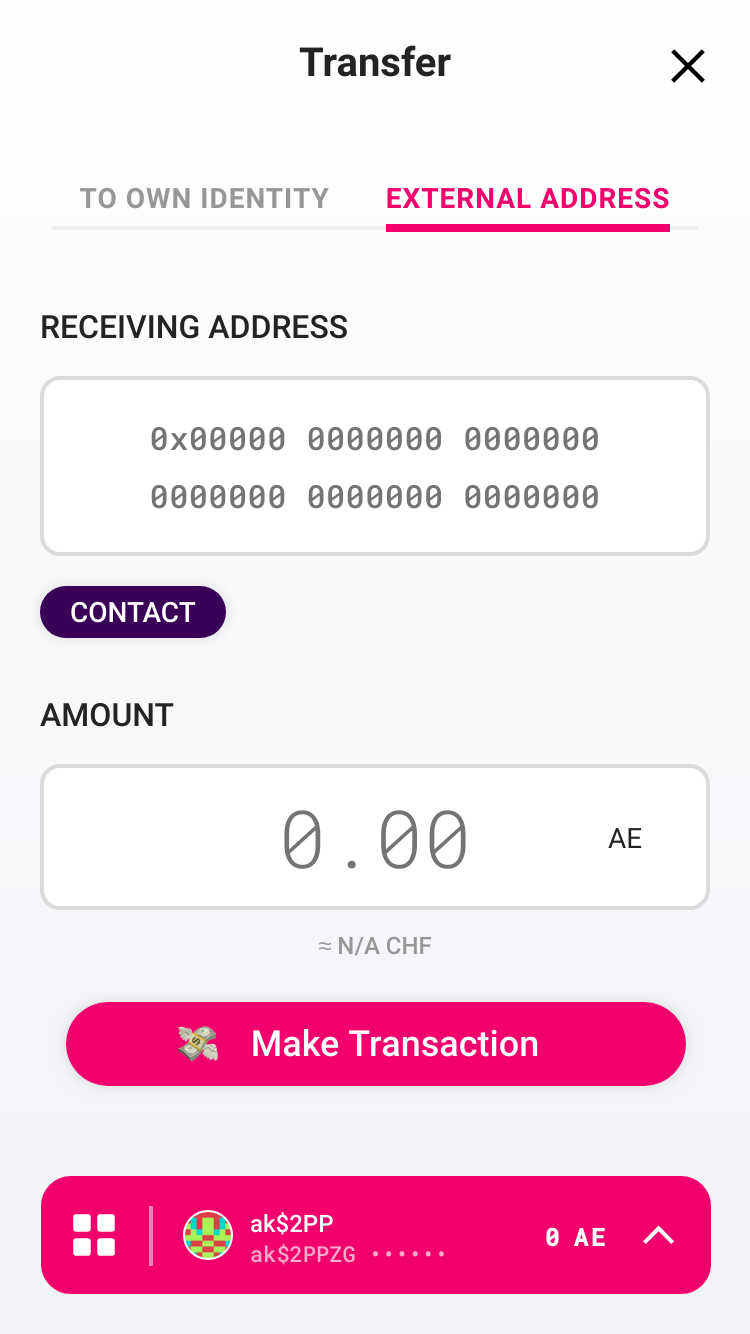 Transfer
TO OWN IDENTITY EXTERNAL ADDRESS
RECEIVING ADDRESS
0x00000 0000000 0000000
0000000 0000000 0000000
CONTACT
AMOUNT
0.00 AE
≈ N/A CHF
Make Transaction
ak$2PP
ak$2PPZG ······
0 AE